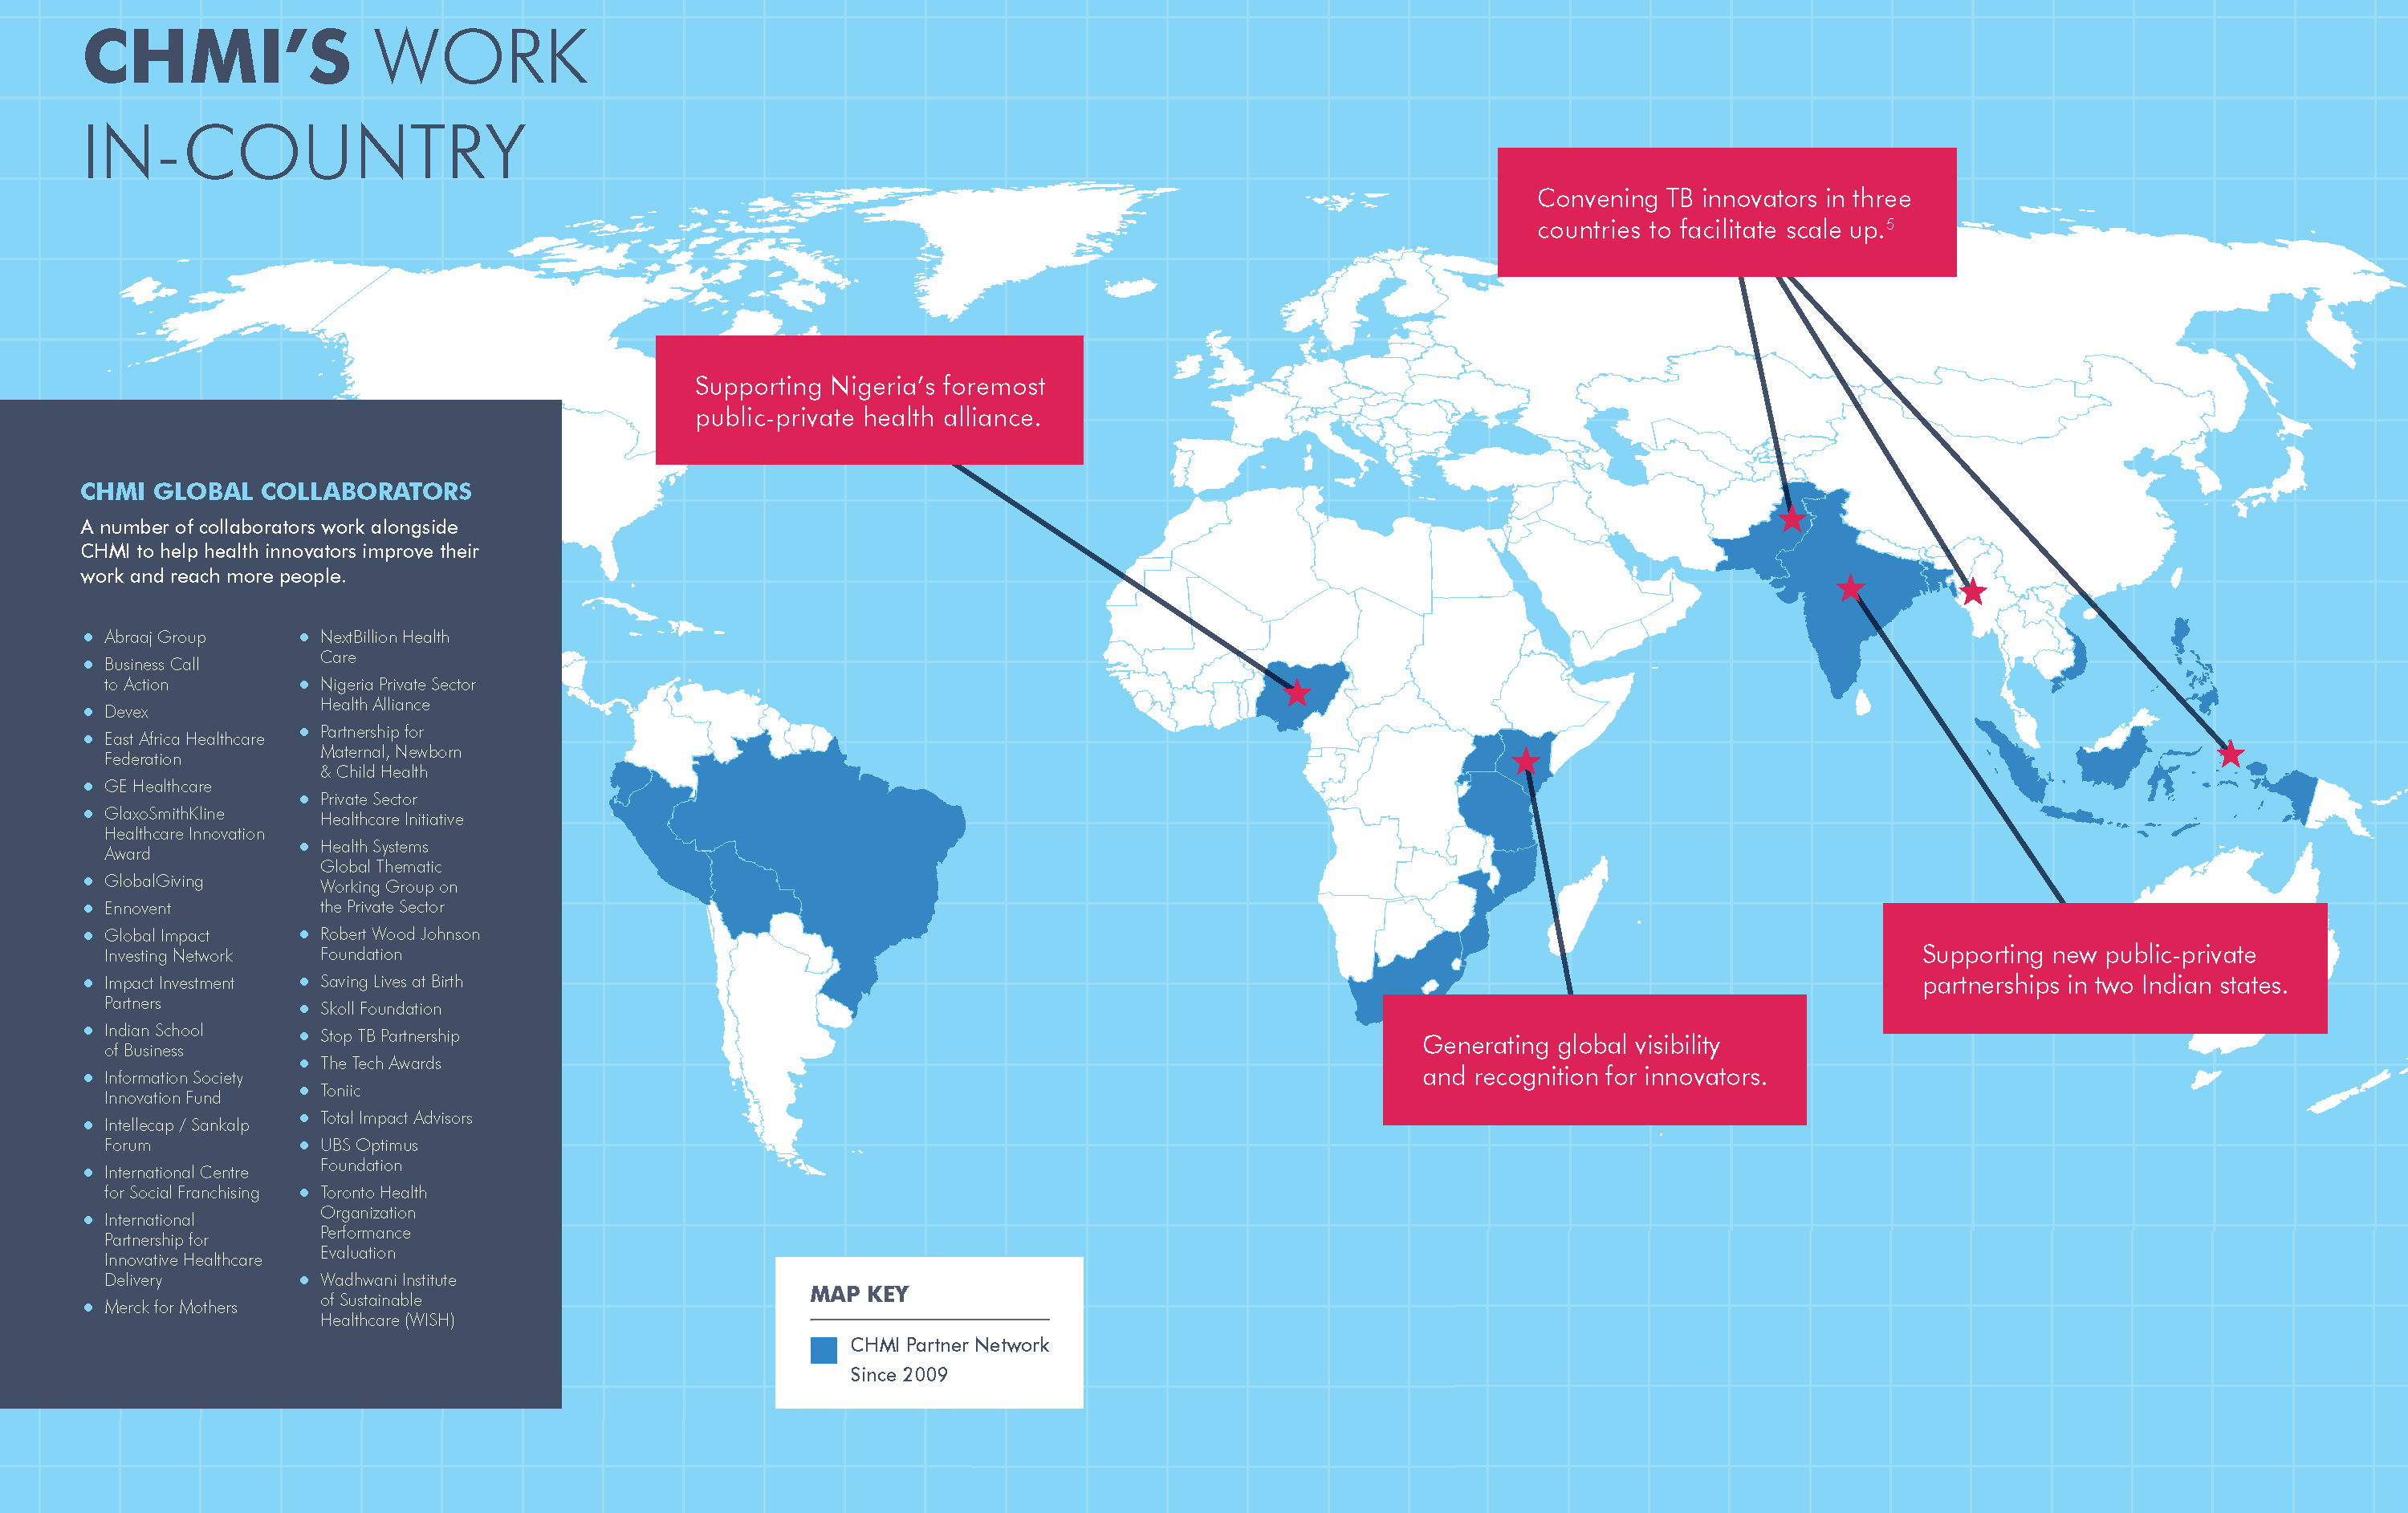 CHMI’S WORK
IN-COUNTRY
Convening TB innovators in three
countries to facilitate scale up.5
Supporting Nigeria’s foremost
public-private health alliance.
CHMI GLOBAL COLLABORATORS
A number of collaborators work alongside
CHMI to help health innovators improve their
work and reach more people.
• Abraaj Group
• Business Call
to Action
• Devex
• East Africa Healthcare
Federation
• GE Healthcare
• GlaxoSmithKline
Healthcare Innovation
Award
• GlobalGiving
• Ennovent
• Global Impact
Investing Network
• Impact Investment
Partners
• Indian School
of Business
• Information Society
Innovation Fund
• Intellecap / Sankalp
Forum
• International Centre
for Social Franchising
• International
Partnership for
Innovative Healthcare
Delivery
• Merck for Mothers
• NextBillion Health
Care
• Nigeria Private Sector
Health Alliance
• Partnership for
Maternal, Newborn
& Child Health
• Private Sector
Healthcare Initiative
• Health Systems
Global Thematic
Working Group on
the Private Sector
• Robert Wood Johnson
Foundation
• Saving Lives at Birth
• Skoll Foundation
• Stop TB Partnership
• The Tech Awards
• Toniic
• Total Impact Advisors
• UBS Optimus
Foundation
• Toronto Health
Organization
Performance
Evaluation
• Wadhwani Institute
of Sustainable
Healthcare (WISH)
Supporting new public-private
partnerships in two Indian states.
Generating global visibility
and recognition for innovators.
MAP KEY
CHMI Partner Network
Since 2009